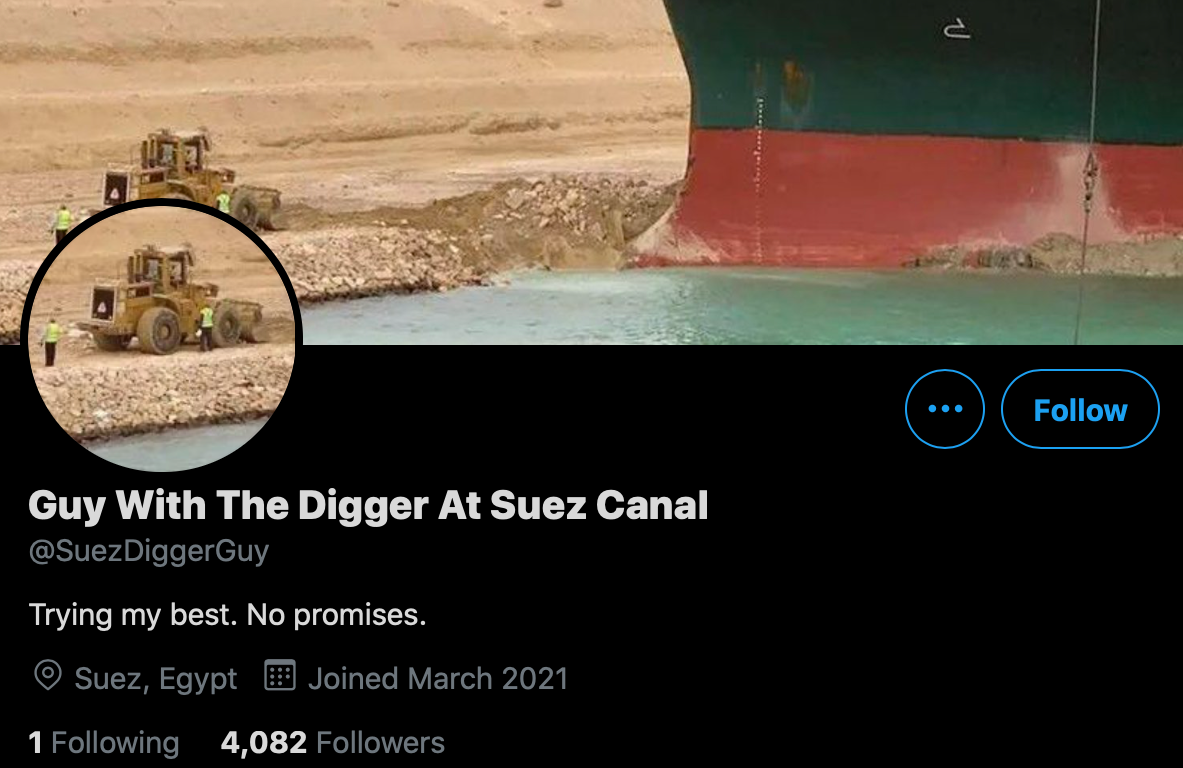 •••
Follow
Guy With The Digger At Suez Canal
@SuezDiggerGuy
Trying my best. No promises.
Suez, Egypt Joined March 2021
1 Following 4,082 Followers